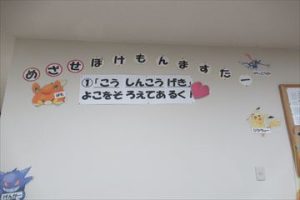 めざせぽけもんますたー
①「こう しんこう げき」
よこをそ ろえてある く！